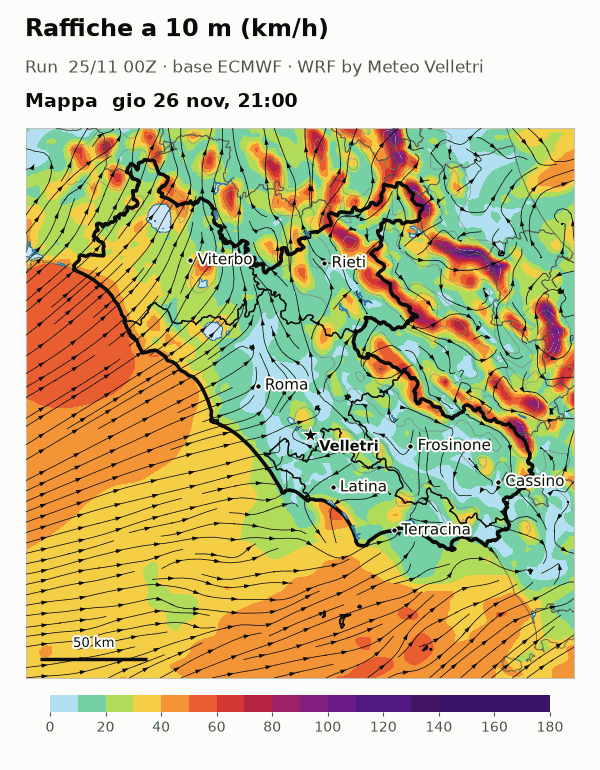 Raffiche a 10 m (km/h)
Run  25/11 00Z · base ECMWF · WRF by Meteo Velletri
Mappa  gio 26 nov, 21:00
Viterbo
Rieti
Roma
Velletri
Frosinone
Latina
Cassino
Terracina
50 km
0 20 40 60 80 100 120 140 160 180